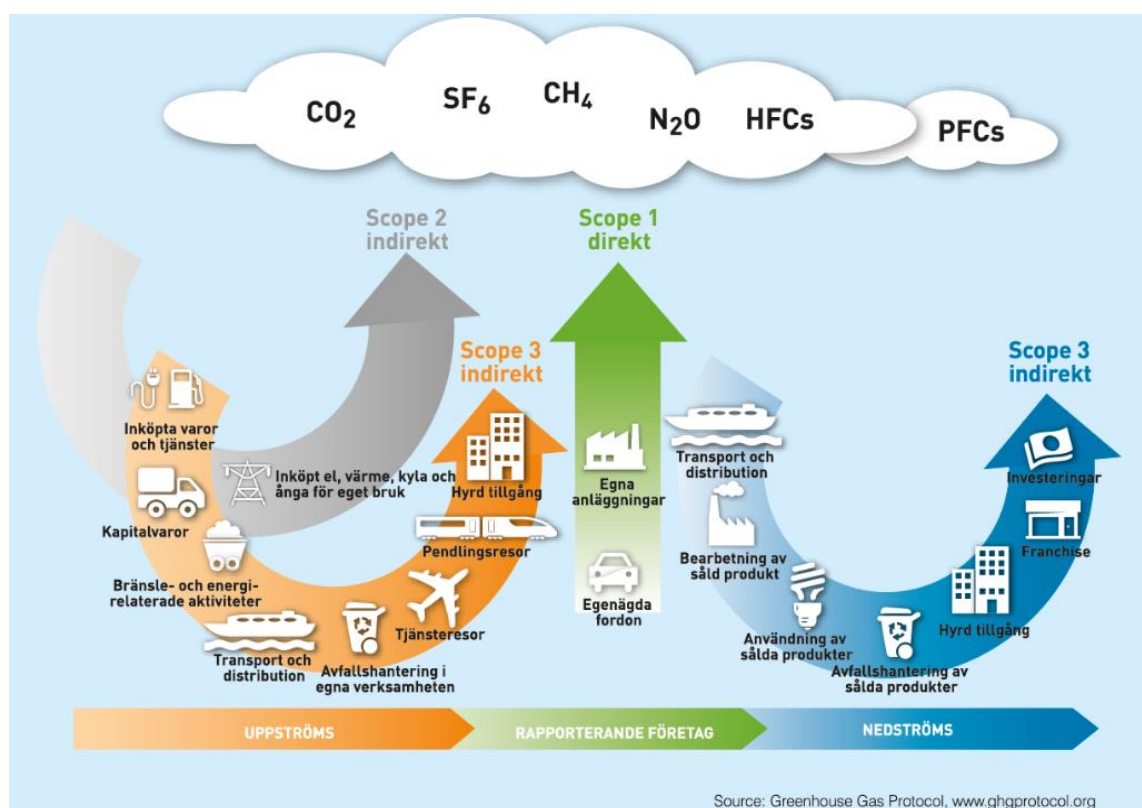 CO₂
SF₆
CH₄
N₂O
HFCs
PFCs
Scope 2
indirekt
Scope 1
direkt
Scope 3
indirekt
Scope 3
indirekt
Inköpta varor
och tjänster
Kapitalvaror
Bränsle- och energi-
relaterade aktiviteter
Transport och
distribution
Avfallshantering i
egna verksamheten
Tjänsteresor
Pendlingsresor
Hyrd tillgång
Inköpt el, värme, kyla och
ånga för eget bruk
Egna
anläggningar
Egenägda
fordon
Transport och
distribution
Bearbetning av
såld produkt
Användning av
sålda produkter
Avfallshantering av
sålda produkter
Hyrd tillgång
Franchise
Investeringar
UPPSTRÖMS
RAPPORTERANDE FÖRETAG
NEDSTRÖMS
Source: Greenhouse Gas Protocol, www.ghgprotocol.org